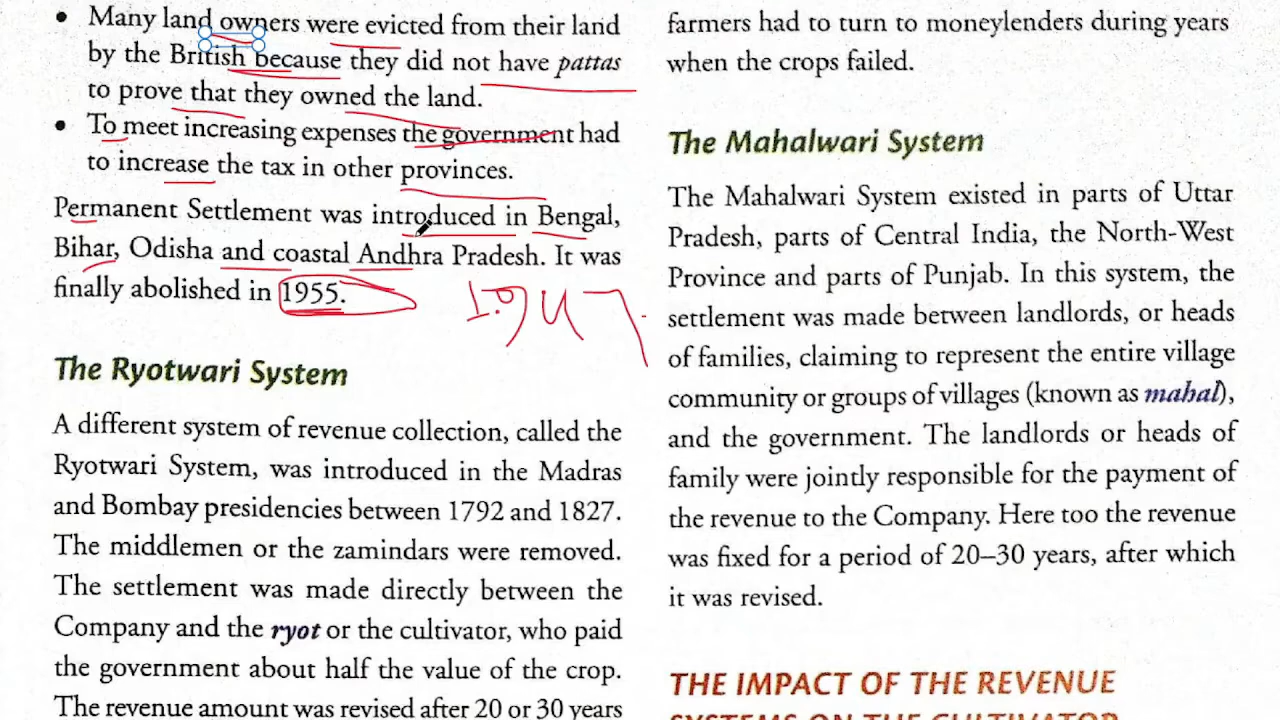 • Many land owners were evicted from their land
by the British because they did not have pattas
to prove that they owned the land.
• To meet increasing expenses the government had
to increase the tax in other provinces.
Permanent Settlement was introduced in Bengal,
Bihar, Odisha and coastal Andhra Pradesh. It was
finally abolished in 1955.
1947
The Ryotwari System
A different system of revenue collection, called the
Ryotwari System, was introduced in the Madras
and Bombay presidencies between 1792 and 1827.
The middlemen or the zamindars were removed.
The settlement was made directly between the
Company and the ryot or the cultivator, who paid
the government about half the value of the crop.
The revenue amount was revised after 20 or 30 years
farmers had to turn to moneylenders during years
when the crops failed.
The Mahalwari System
The Mahalwari System existed in parts of Uttar
Pradesh, parts of Central India, the North-West
Province and parts of Punjab. In this system, the
settlement was made between landlords, or heads
of families, claiming to represent the entire village
community or groups of villages (known as mahal),
and the government. The landlords or heads of
family were jointly responsible for the payment of
the revenue to the Company. Here too the revenue
was fixed for a period of 20–30 years, after which
it was revised.
THE IMPACT OF THE REVENUE
SYSTEMS ON THE CULTIVATOR